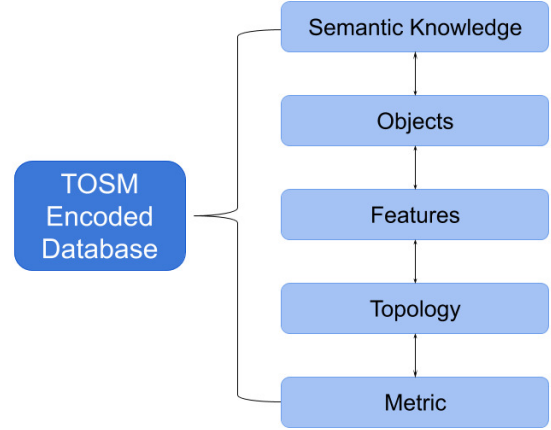 Semantic Knowledge
Objects
TOSM
Encoded
Database
Features
Topology
Metric